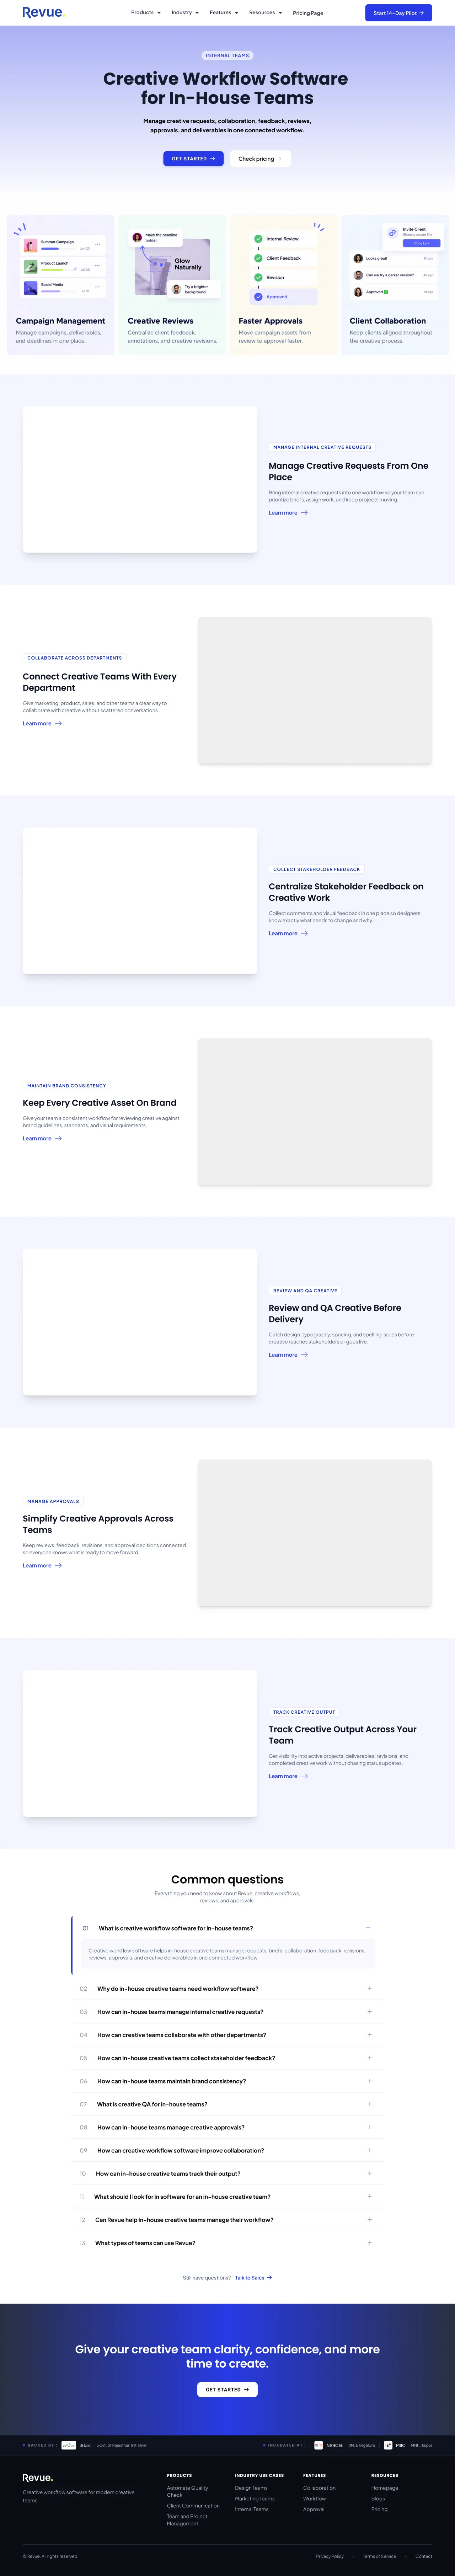 Revue.
Products
Industry
Features
Resources
Pricing Page
Start 14-Day Pilot
INTERNAL TEAMS
Creative Workflow Software
for In-House Teams
Manage creative requests, collaboration, feedback, reviews,
approvals, and deliverables in one connected workflow.
GET STARTED
Check pricing
Summer Campaign
Product Launch
Social Media
Campaign Management
Manage campaigns, deliverables,
and deadlines in one place.
Make the headline
bolder.
Glow
Naturally
Try a brighter
background.
Creative Reviews
Centralize client feedback,
annotations, and creative revisions.
Internal Review
Client Feedback
Revision
Approved
Faster Approvals
Move campaign assets from
review to approval faster.
Invite Client
Copy Link
Looks great!
Can we try a darker version?
Approved
Client Collaboration
Keep clients aligned throughout
the creative process.
MANAGE INTERNAL CREATIVE REQUESTS
Manage Creative Requests From One
Place
Bring internal creative requests into one workflow so your team can
prioritize briefs, assign work, and keep projects moving.
Learn more
COLLABORATE ACROSS DEPARTMENTS
Connect Creative Teams With Every
Department
Give marketing, product, sales, and other teams a clear way to
collaborate with creative without scattered conversations.
Learn more
COLLECT STAKEHOLDER FEEDBACK
Centralize Stakeholder Feedback on
Creative Work
Collect comments and visual feedback in one place so designers
know exactly what needs to change and why.
Learn more
MAINTAIN BRAND CONSISTENCY
Keep Every Creative Asset On Brand
Give your team a consistent workflow for reviewing creative against
brand guidelines, standards, and visual requirements.
Learn more
REVIEW AND QA CREATIVE
Review and QA Creative Before
Delivery
Catch design, typography, spacing, and spelling issues before
creative reaches stakeholders or goes live.
Learn more
MANAGE APPROVALS
Simplify Creative Approvals Across
Teams
Keep reviews, feedback, revisions, and approval decisions connected
so everyone knows what is ready to move forward.
Learn more
TRACK CREATIVE OUTPUT
Track Creative Output Across Your
Team
Get visibility into active projects, deliverables, revisions, and
completed creative work without chasing status updates.
Learn more
Common questions
Everything you need to know about Revue, creative workflows,
reviews, and approvals.
01 What is creative workflow software for in-house teams?
Creative workflow software helps in-house creative teams manage requests, briefs, collaboration, feedback, revisions,
reviews, approvals, and creative deliverables in one connected workflow.
02 Why do in-house creative teams need workflow software?
03 How can in-house teams manage internal creative requests?
04 How can creative teams collaborate with other departments?
05 How can in-house creative teams collect stakeholder feedback?
06 How can in-house teams maintain brand consistency?
07 What is creative QA for in-house teams?
08 How can in-house teams manage creative approvals?
09 How can creative workflow software improve collaboration?
10 How can in-house creative teams track their output?
11 What should I look for in software for an in-house creative team?
12 Can Revue help in-house creative teams manage their workflow?
13 What types of teams can use Revue?
Still have questions? Talk to Sales
Give your creative team clarity, confidence, and more
time to create.
GET STARTED
BACKED BY
iStart
Govt. of Rajasthan Initiative
INCUBATED AT
NSRCEL
IIM, Bangalore
MIIC
MNIT, Jaipur
Revue.
Creative workflow software for modern creative
teams.
PRODUCTS
Automate Quality
Check
Client Communication
Team and Project
Management
INDUSTRY USE CASES
Design Teams
Marketing Teams
Internal Teams
FEATURES
Collaboration
Workflow
Approval
RESOURCES
Homepage
Blogs
Pricing
© Revue. All rights reserved.
Privacy Policy
Terms of Service
Contact